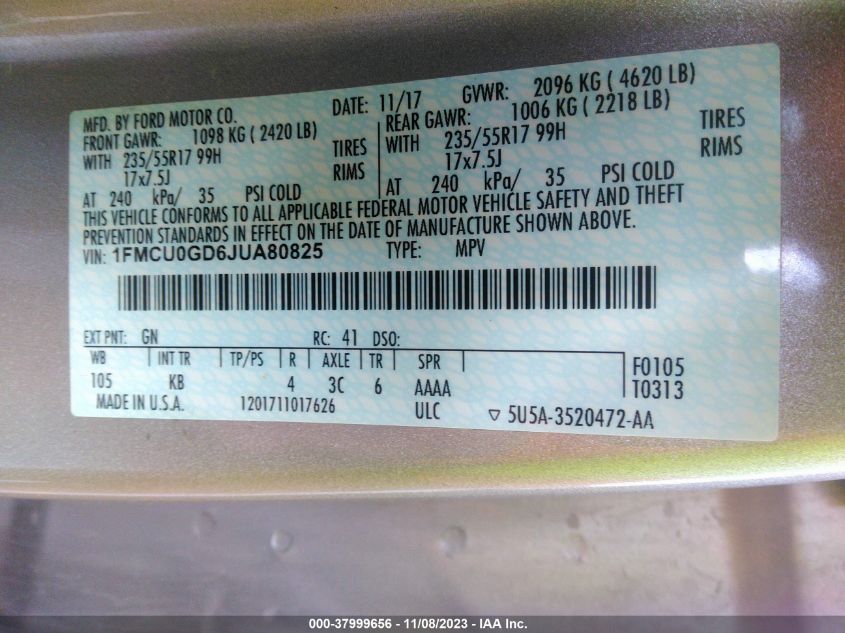 MFD. BY FORD MOTOR CO. DATE: 11/17 GVWR: 2096 KG ( 4620 LB)
FRONT GAWR: 1098 KG ( 2420 LB) REAR GAWR: 1006 KG ( 2218 LB)
WITH 235/55R17 99H TIRES WITH 235/55R17 99H TIRES
17x7.5J RIMS 17x7.5J RIMS
AT 240 kPa/ 35 PSI COLD AT 240 kPa/ 35 PSI COLD
THIS VEHICLE CONFORMS TO ALL APPLICABLE FEDERAL MOTOR VEHICLE SAFETY AND THEFT
PREVENTION STANDARDS IN EFFECT ON THE DATE OF MANUFACTURE SHOWN ABOVE.
VIN: 1FMCU0GD6JUA80825 TYPE: MPV
EXT PNT: GN RC: 41 DSO:
WB INT TR TP/PS R AXLE TR SPR F0105
105 KB 4 3C 6 AAAA T0313
MADE IN U.S.A. 1201711017626 ULC ▽ 5U5A-3520472-AA
000-37999656 - 11/08/2023 - IAA Inc.